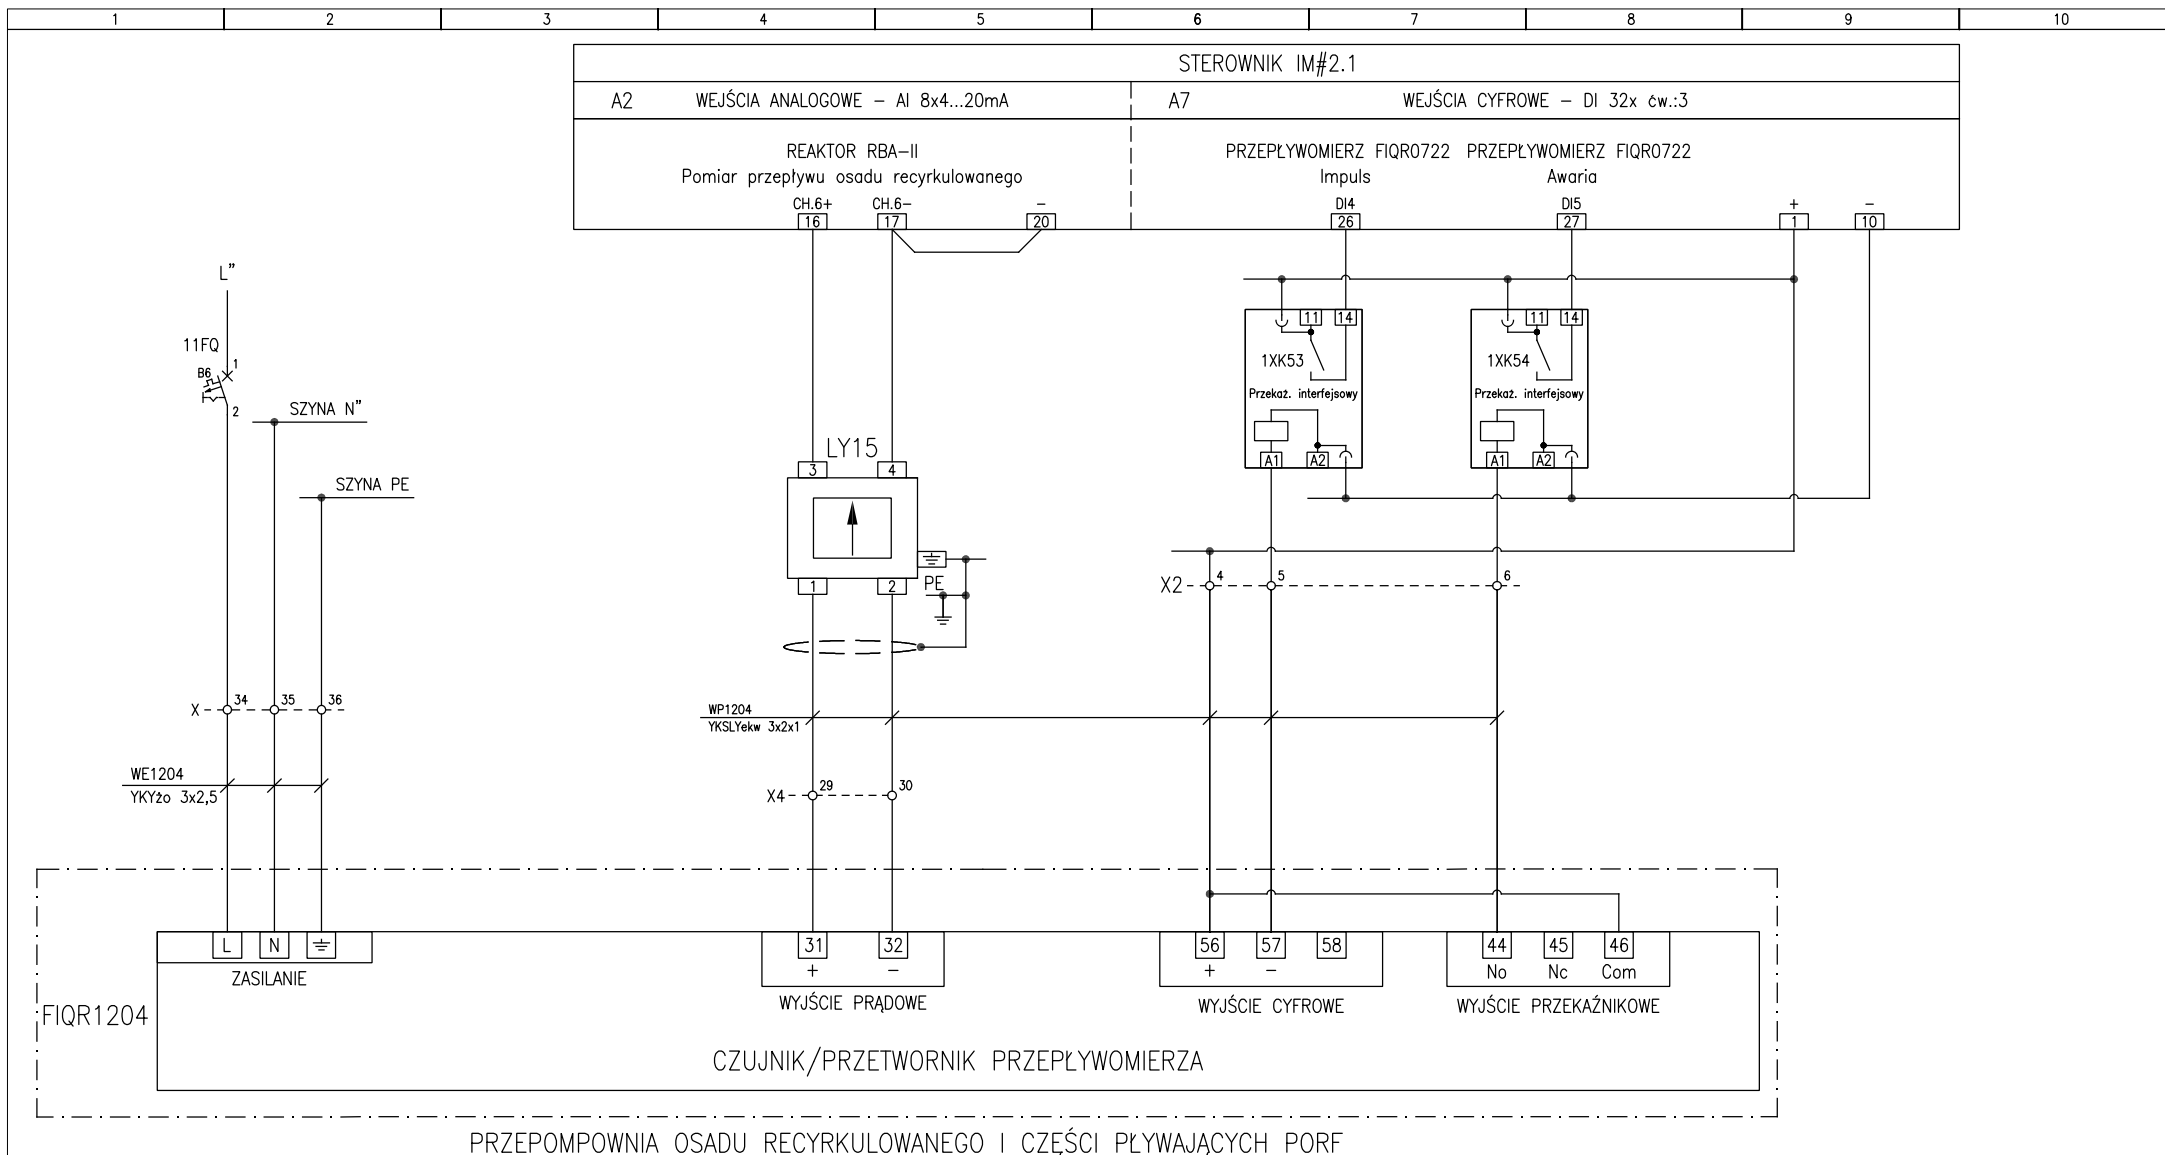 1 2 3 4 5 6 7 8 9 10
STEROWNIK IM#2.1
A2 WEJŚCIA ANALOGOWE – AI 8x4...20mA A7 WEJŚCIA CYFROWE – DI 32x ćw.:3
REAKTOR RBA–II PRZEPŁYWOMIERZ FIQR0722 PRZEPŁYWOMIERZ FIQR0722
Pomiar przepływu osadu recyrkulowanego Impuls Awaria
CH.6+ CH.6– – DI4 DI5 + –
16 17 20 26 27 1 10
L”
11FQ
1
B6
2
SZYNA N”
SZYNA PE
11 14 11 14
1XK53 1XK54
Przekaź. interfejsowy Przekaź. interfejsowy
A1 A2 A1 A2
LY15
3 4
PE
1 2
X2 4 5 6
X 34 35 36
WP1204
YKSLYekw 3x2x1
WE1204
YKYżo 3x2,5
X4 29 30
L N 31 32 56 57 58 44 45 46
+ – + – No Nc Com
ZASILANIE WYJŚCIE PRĄDOWE WYJŚCIE CYFROWE WYJŚCIE PRZEKAŹNIKOWE
FIQR1204
CZUJNIK/PRZETWORNIK PRZEPŁYWOMIERZA
PRZEPOMPOWNIA OSADU RECYRKULOWANEGO I CZĘŚCI PŁYWAJĄCYCH PORF